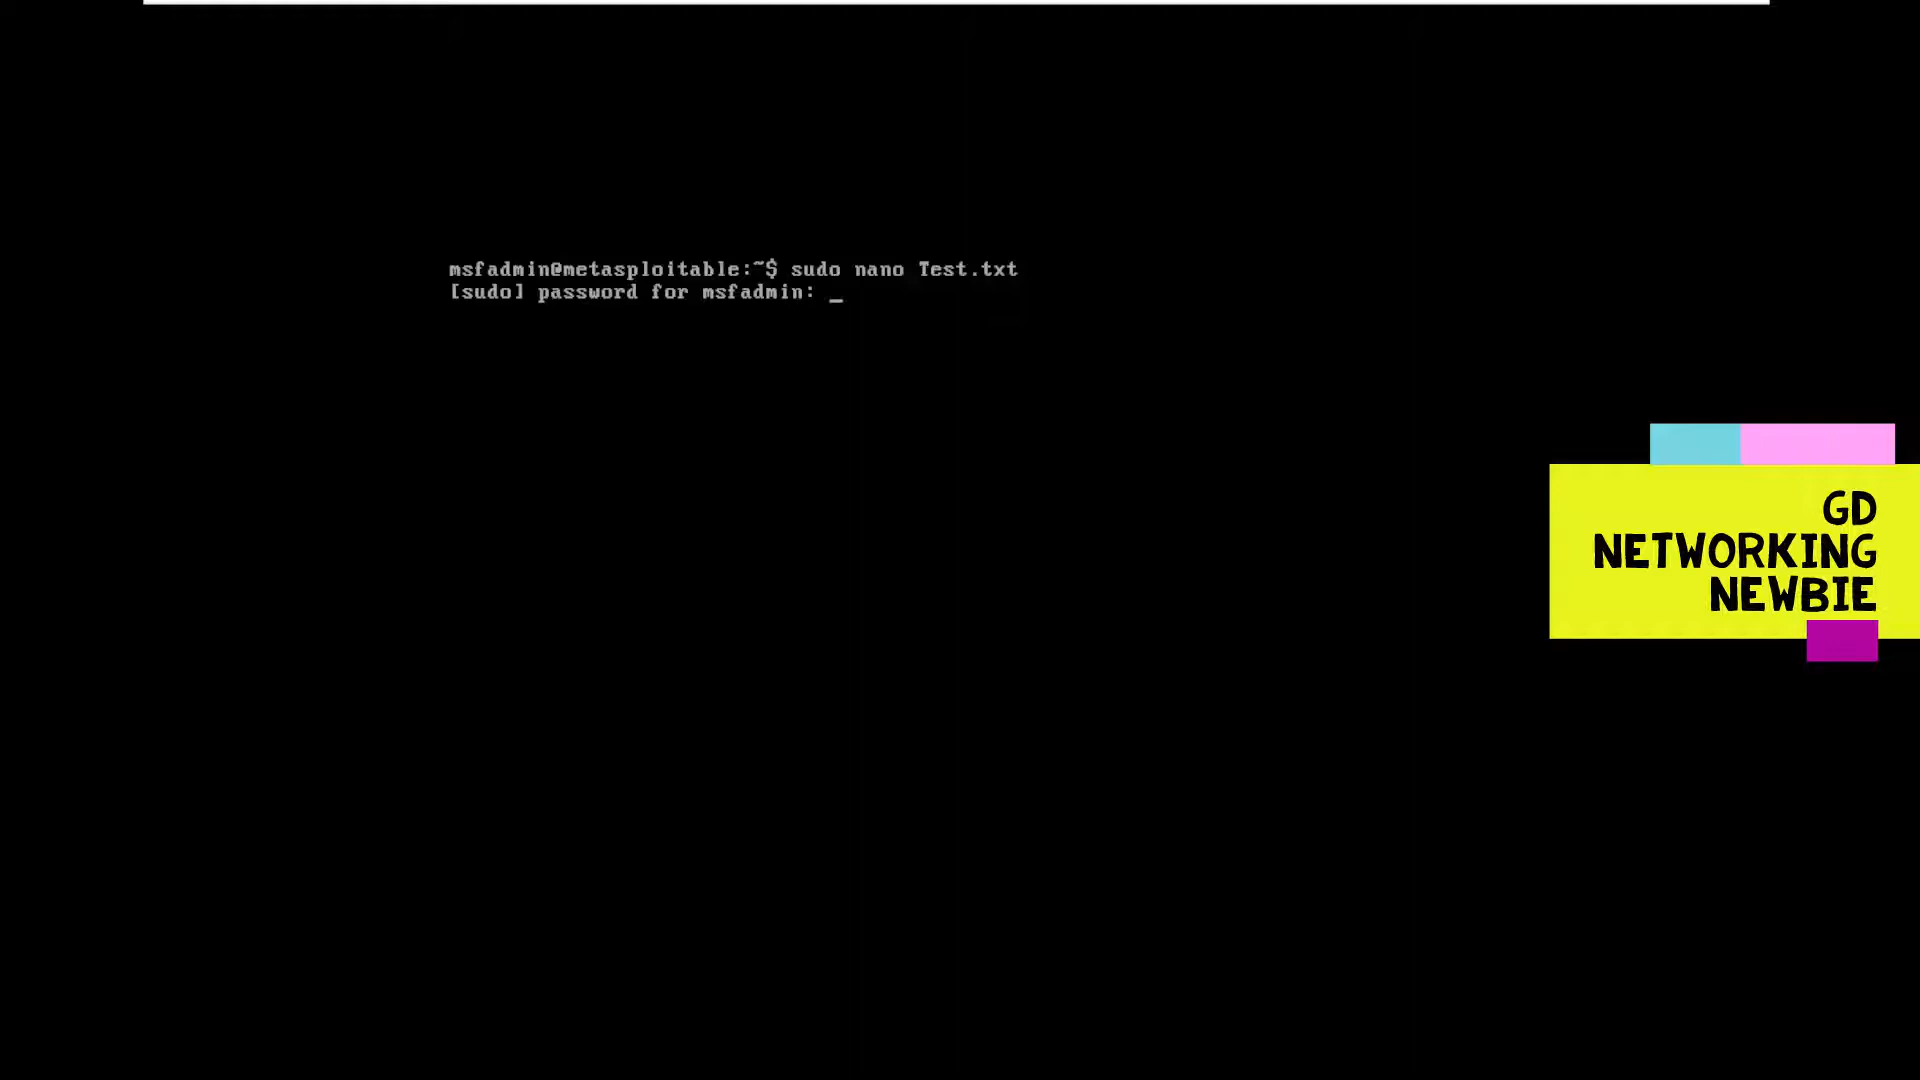 msfadmin@metasploitable:~$ sudo nano Test.txt
[sudo] password for msfadmin: _
GD
NETWORKING
NEWBIE